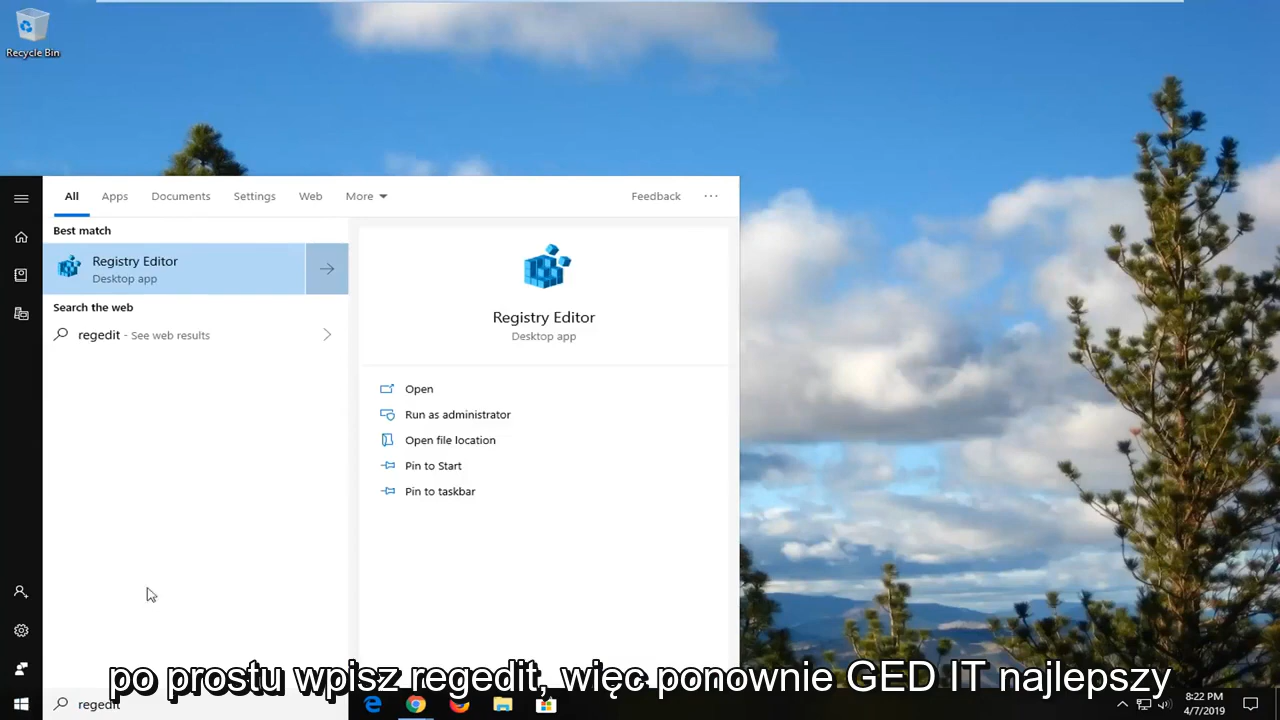 Recycle Bin
All Apps Documents Settings Web More Feedback ...
Best match
Registry Editor
Desktop app
Search the web
regedit - See web results
Registry Editor
Desktop app
Open
Run as administrator
Open file location
Pin to Start
Pin to taskbar
po prostu wpisz regedit, więc ponownie GED IT najlepszy
regedit
8:22 PM
4/7/2019